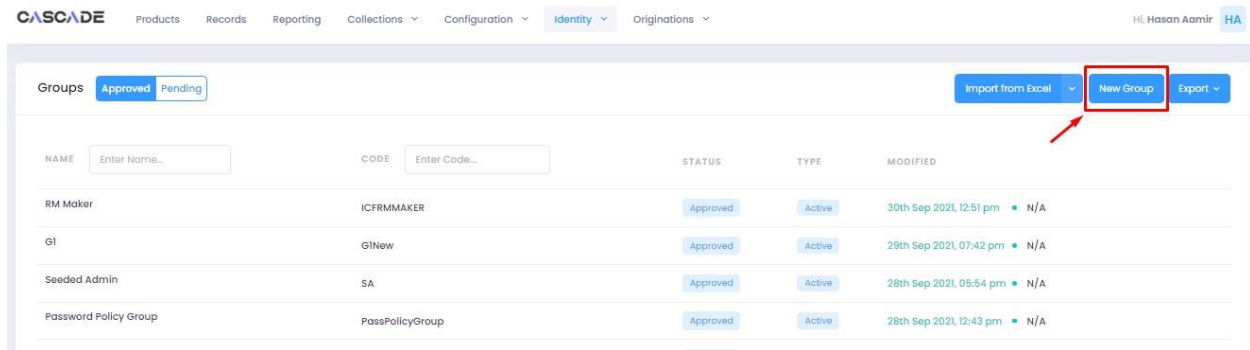 CASCADE Products Records Reporting Collections Configuration Identity Originations Hi, Hasan Aamir HA
Groups Approved Pending Import from Excel New Group Export
NAME Enter Name... CODE Enter Code... STATUS TYPE MODIFIED
RM Maker ICFRMMAKER Approved Active 30th Sep 2021, 12:51 pm N/A
G1 G1New Approved Active 29th Sep 2021, 07:42 pm N/A
Seeded Admin SA Approved Active 28th Sep 2021, 05:54 pm N/A
Password Policy Group PassPolicyGroup Approved Active 28th Sep 2021, 12:43 pm N/A